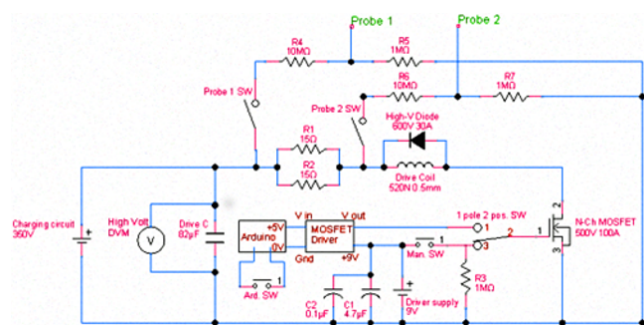 Probe 1
Probe 2
R4
10MΩ
R5
1MΩ
R6
10MΩ
R7
1MΩ
Probe 1 SW
Probe 2 SW
High-V Diode
600V 30A
R1
15Ω
R2
15Ω
Drive Coil
520N 0.5mm
Charging circuit
350V
+
High Volt
DVM
V
Drive C
82µF
Arduino
+5V
0V
V in
V out
MOSFET
Driver
Gnd
+9V
1
Ard. SW
C2
0.1µF
C1
4.7µF
+
Driver supply
9V
Man. SW
1
1 pole 2 pos. SW
1
2
3
R3
1MΩ
1
2
3
N-Ch MOSFET
500V 100A